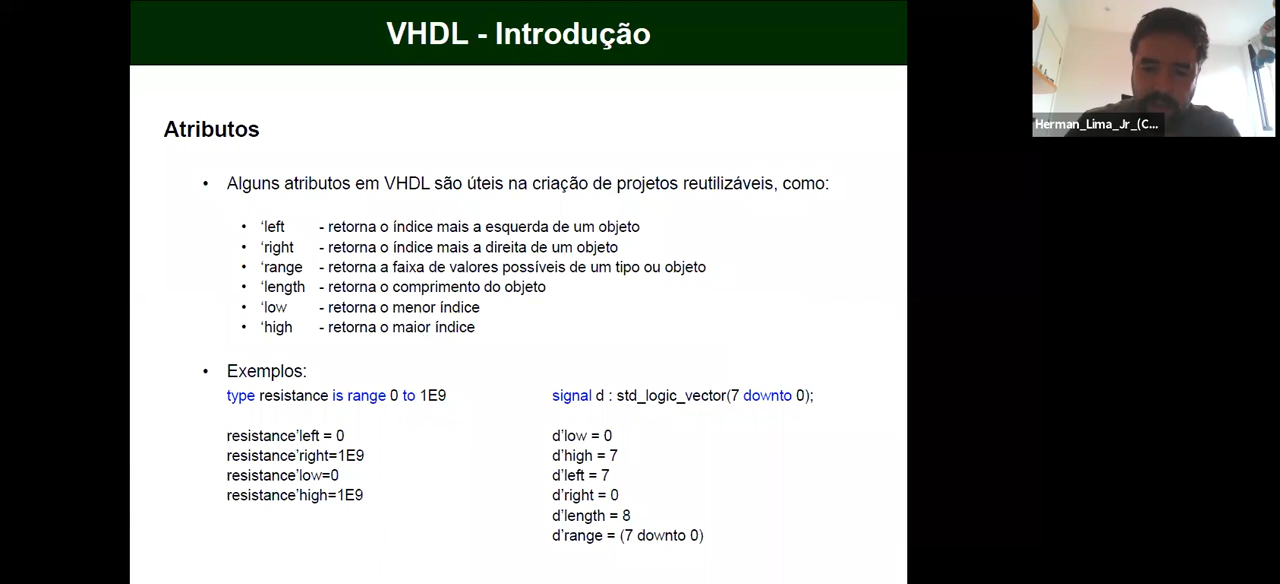 VHDL - Introdução
Herman_Lima_Jr_(C...
Atributos
• Alguns atributos em VHDL são úteis na criação de projetos reutilizáveis, como:
• ‘left - retorna o índice mais a esquerda de um objeto
• ‘right - retorna o índice mais a direita de um objeto
• ‘range - retorna a faixa de valores possíveis de um tipo ou objeto
• ‘length - retorna o comprimento do objeto
• ‘low - retorna o menor índice
• ‘high - retorna o maior índice
• Exemplos:
type resistance is range 0 to 1E9
resistance’left = 0
resistance’right=1E9
resistance’low=0
resistance’high=1E9
signal d : std_logic_vector(7 downto 0);
d’low = 0
d’high = 7
d’left = 7
d’right = 0
d’length = 8
d’range = (7 downto 0)